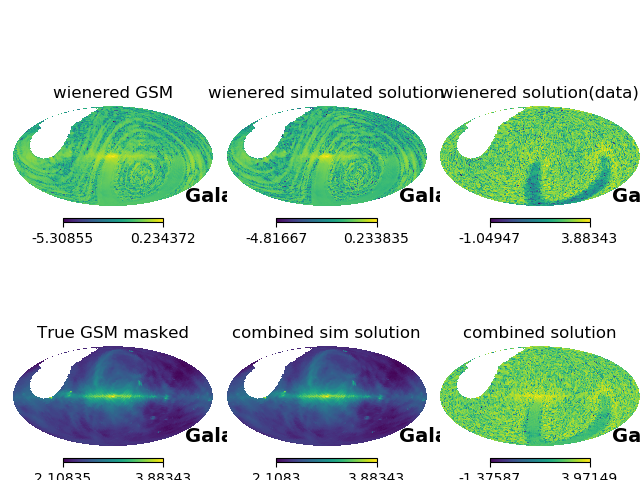 wienered GSM
wienered simulated solution
wienered solution(data)
Gala
Gala
Ga
-5.30855 0.234372
-4.81667 0.233835
-1.04947 3.88343
True GSM masked
combined sim solution
combined solution
Gala
Gala
Ga
2.10835 3.88343
2.1083 3.88343
-1.37587 3.97149